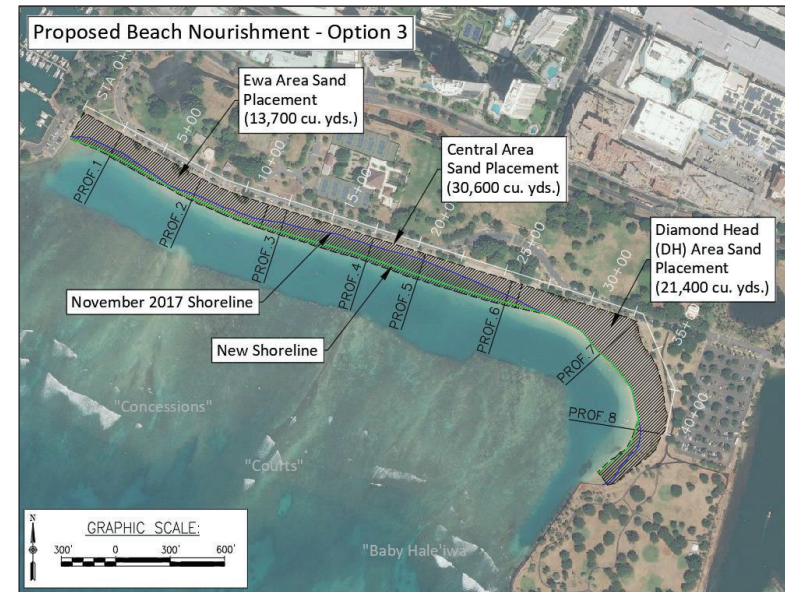 Proposed Beach Nourishment - Option 3
Ewa Area Sand
Placement
(13,700 cu. yds.)
Central Area
Sand Placement
(30,600 cu. yds.)
Diamond Head
(DH) Area Sand
Placement
(21,400 cu. yds.)
STA 0+00
5+00
10+00
15+00
20+00
25+00
30+00
35+00
40+00
PROF.1
PROF.2
PROF.3
PROF.4
PROF.5
PROF.6
PROF.7
PROF.8
November 2017 Shoreline
New Shoreline
"Concessions"
"Courts"
"Baby Hale'iwa"
N
GRAPHIC SCALE:
300' 0 300' 600'